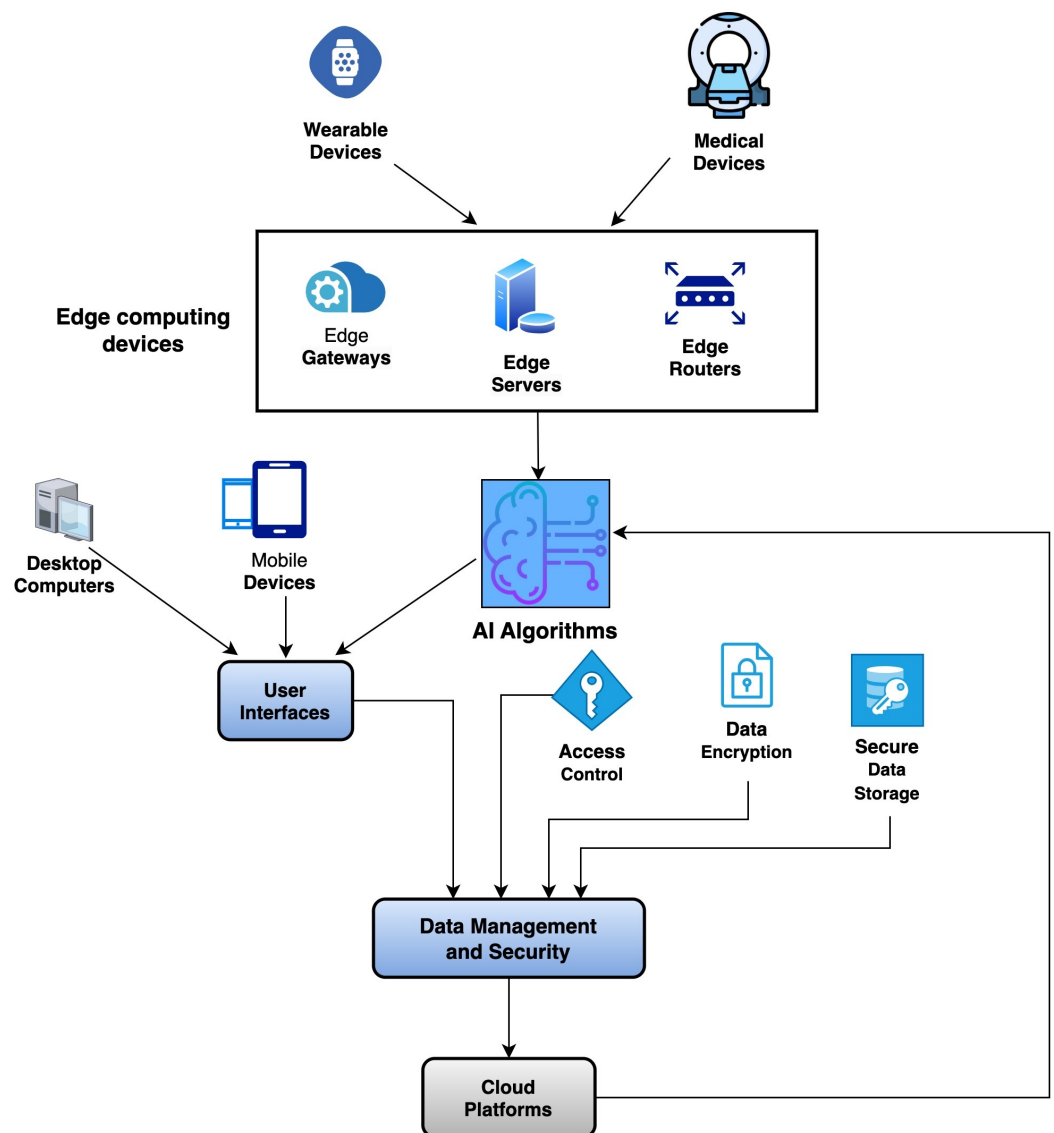 Wearable
Devices
Medical
Devices
Edge computing
devices
Edge
Gateways
Edge
Servers
Edge
Routers
Desktop
Computers
Mobile
Devices
AI Algorithms
User
Interfaces
Access
Control
Data
Encryption
Secure
Data
Storage
Data Management
and Security
Cloud
Platforms